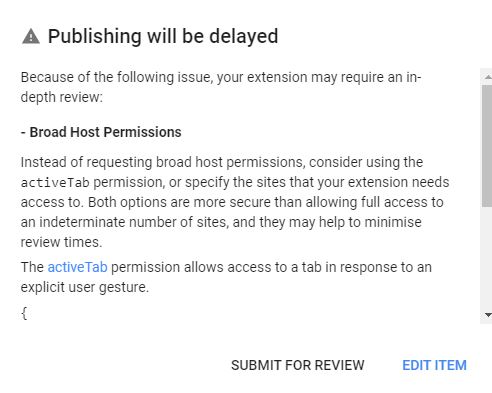 Publishing will be delayed
Because of the following issue, your extension may require an in-
depth review:
- Broad Host Permissions
Instead of requesting broad host permissions, consider using the
activeTab permission, or specify the sites that your extension needs
access to. Both options are more secure than allowing full access to
an indeterminate number of sites, and they may help to minimise
review times.
The activeTab permission allows access to a tab in response to an
explicit user gesture.
{
SUBMIT FOR REVIEW EDIT ITEM